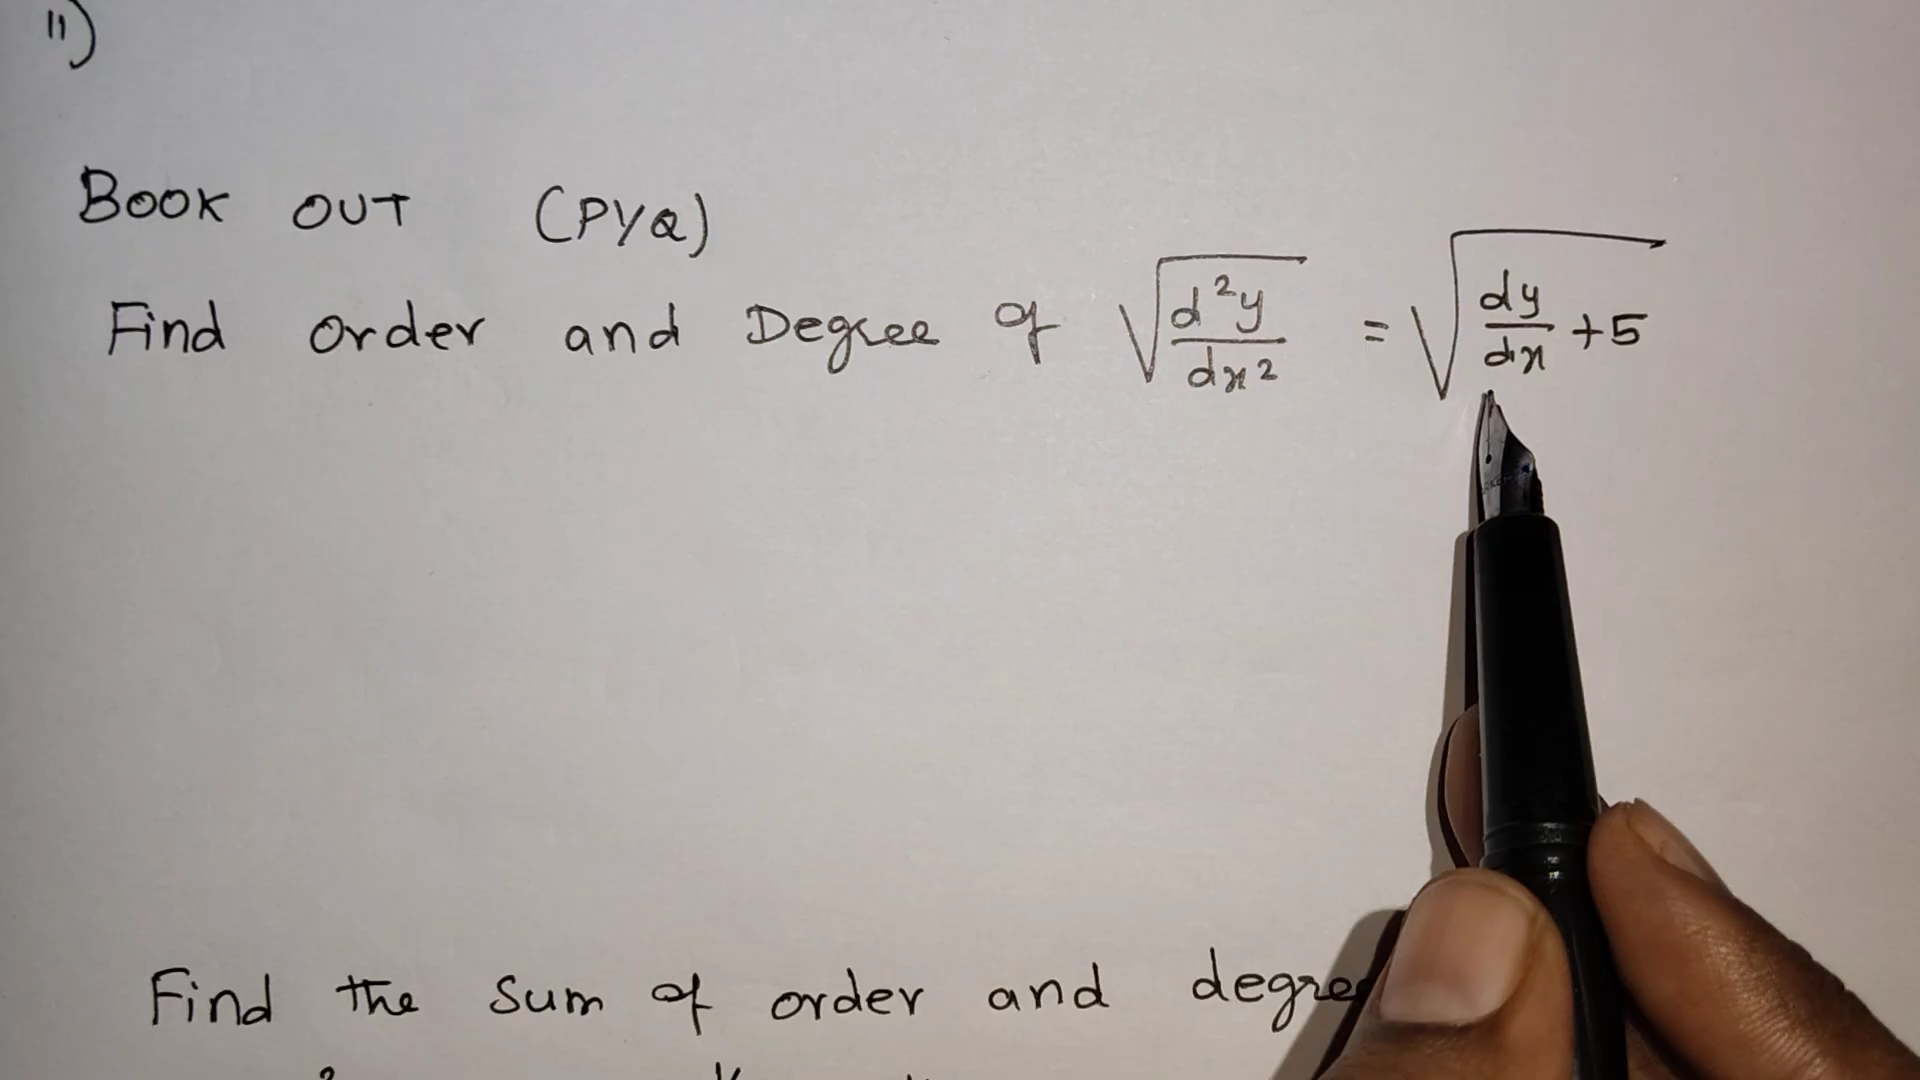 11)
Book OUT (PYQ)
Find order and Degree of √(d²y/dx²) = √(dy/dx + 5)
Find the sum of order and degree